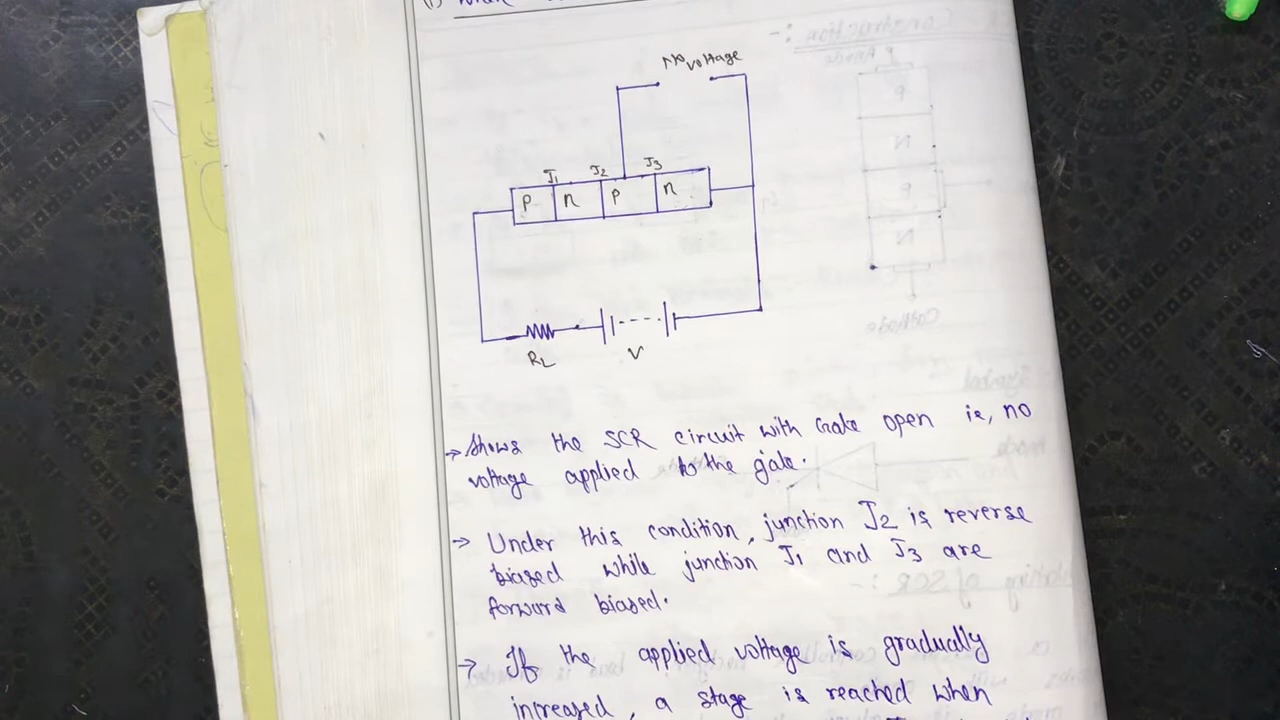 No voltage
J1 J2 J3
P n P n
RL V
→ Shows the SCR circuit with Gate open ie, no
voltage applied to the gate.
→ Under this condition, junction J2 is reverse
biased while junction J1 and J3 are
forward biased.
→ If the applied voltage is gradually
increased, a stage is reached when